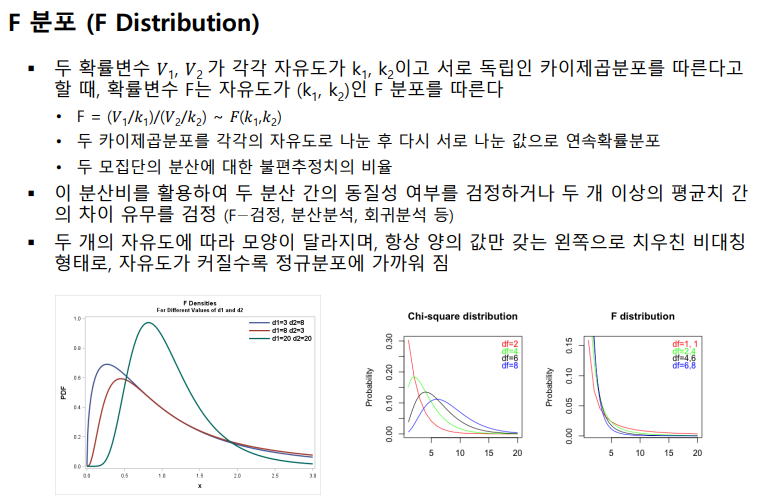 F 분포 (F Distribution)
▪ 두 확률변수 V₁, V₂ 가 각각 자유도가 k₁, k₂이고 서로 독립인 카이제곱분포를 따른다고
할 때, 확률변수 F는 자유도가 (k₁, k₂)인 F 분포를 따른다
• F = (V₁/k₁)/(V₂/k₂) ~ F(k₁,k₂)
• 두 카이제곱분포를 각각의 자유도로 나눈 후 다시 서로 나눈 값으로 연속확률분포
• 두 모집단의 분산에 대한 불편추정치의 비율
▪ 이 분산비를 활용하여 두 분산 간의 동질성 여부를 검정하거나 두 개 이상의 평균치 간
의 차이 유무를 검정 (F－검정, 분산분석, 회귀분석 등)
▪ 두 개의 자유도에 따라 모양이 달라지며, 항상 양의 값만 갖는 왼쪽으로 치우친 비대칭
형태로, 자유도가 커질수록 정규분포에 가까워 짐
F Densities
For Different Values of d1 and d2
d1=3 d2=8
d1=8 d2=3
d1=20 d2=20
PDF
1.0
0.8
0.6
0.4
0.2
0.0
0.0 0.5 1.0 1.5 2.0 2.5 3.0
x
Chi-square distribution
df=2
df=4
df=6
df=8
Probability
0.30
0.20
0.10
0.00
5 10 15 20
F distribution
df=1, 1
df=2,4
df=4,6
df=6,8
Probability
0.15
0.10
0.05
0.00
5 10 15 20